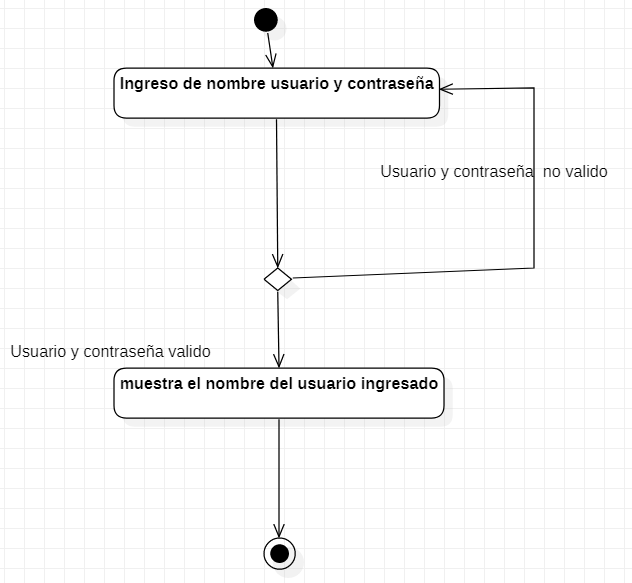 Ingreso de nombre usuario y contraseña
Usuario y contraseña  no valido
Usuario y contraseña valido
muestra el nombre del usuario ingresado